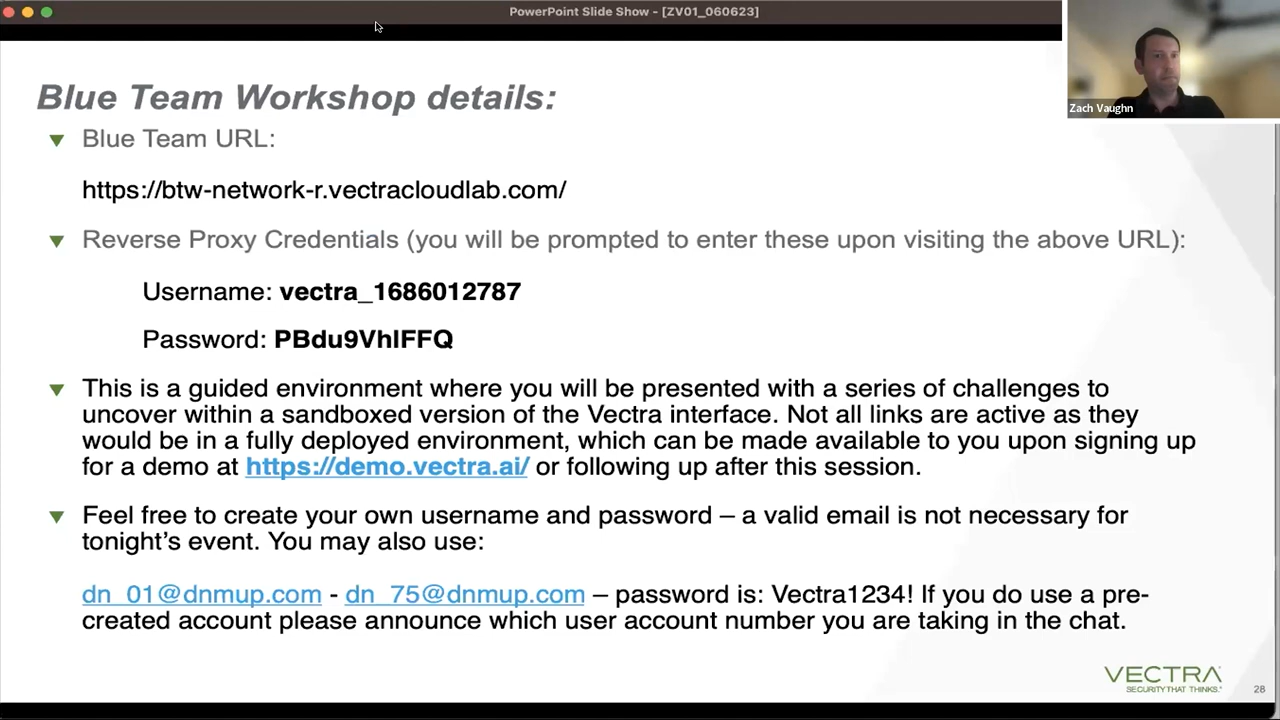 PowerPoint Slide Show - [ZV01_060623]
Zach Vaughn
Blue Team Workshop details:
Blue Team URL:
https://btw-network-r.vectracloudlab.com/
Reverse Proxy Credentials (you will be prompted to enter these upon visiting the above URL):
Username: vectra_1686012787
Password: PBdu9VhlFFQ
This is a guided environment where you will be presented with a series of challenges to
uncover within a sandboxed version of the Vectra interface. Not all links are active as they
would be in a fully deployed environment, which can be made available to you upon signing up
for a demo at https://demo.vectra.ai/ or following up after this session.
Feel free to create your own username and password – a valid email is not necessary for
tonight's event. You may also use:
dn_01@dnmup.com - dn_75@dnmup.com – password is: Vectra1234! If you do use a pre-
created account please announce which user account number you are taking in the chat.
VECTRA
SECURITY THAT THINKS.
28